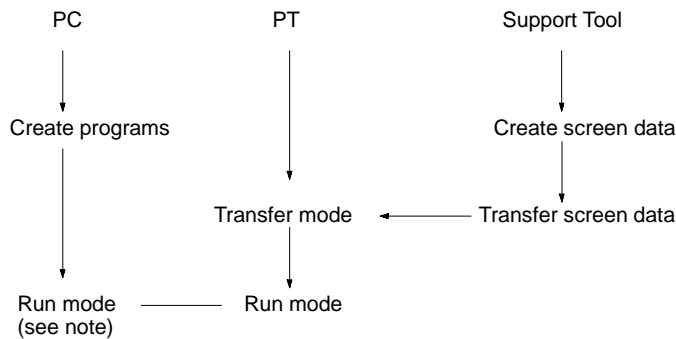 PC PT Support Tool
Create programs Create screen data
Transfer mode Transfer screen data
Run mode Run mode
(see note)